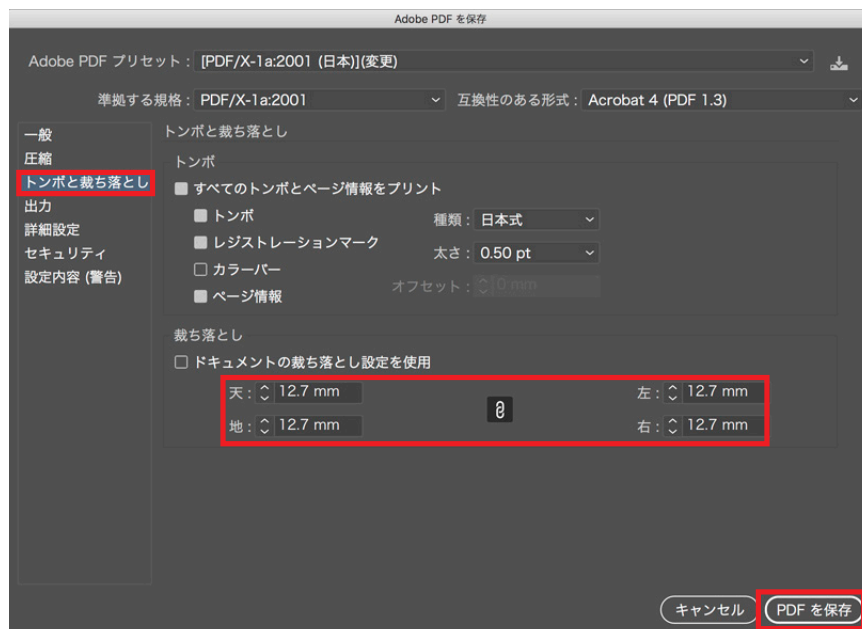 Adobe PDF を保存
Adobe PDF プリセット : [PDF/X-1a:2001 (日本)](変更)
準拠する規格 : PDF/X-1a:2001 互換性のある形式 : Acrobat 4 (PDF 1.3)
一般
圧縮
トンボと裁ち落とし
出力
詳細設定
セキュリティ
設定内容 (警告)
トンボと裁ち落とし
トンボ
すべてのトンボとページ情報をプリント
トンボ 種類 : 日本式
レジストレーションマーク 太さ : 0.50 pt
カラーバー オフセット : 0 mm
ページ情報
裁ち落とし
ドキュメントの裁ち落とし設定を使用
天 : 12.7 mm 左 : 12.7 mm
地 : 12.7 mm 右 : 12.7 mm
キャンセル PDF を保存